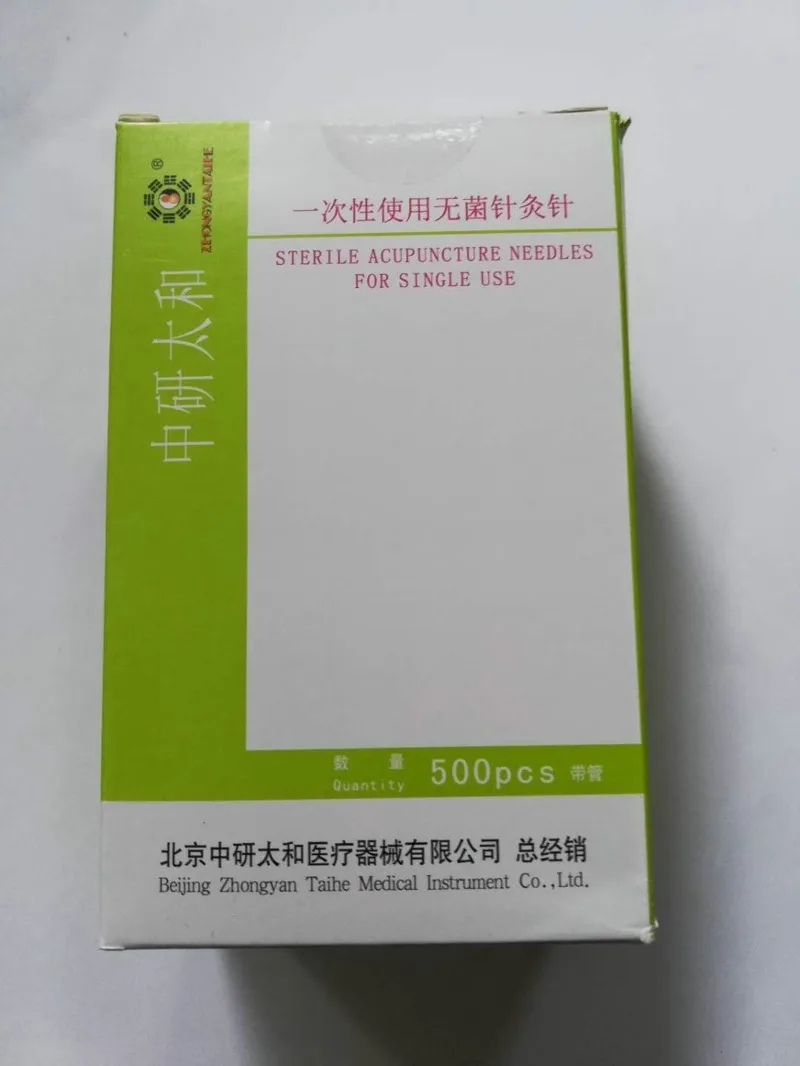 ®
ZHONGYANTAIHE
中研太和
一次性使用无菌针灸针
STERILE ACUPUNCTURE NEEDLES
FOR SINGLE USE
数 量
Quantity
500pcs 带管
北京中研太和医疗器械有限公司 总经销
Beijing Zhongyan Taihe Medical Instrument Co.,Ltd.